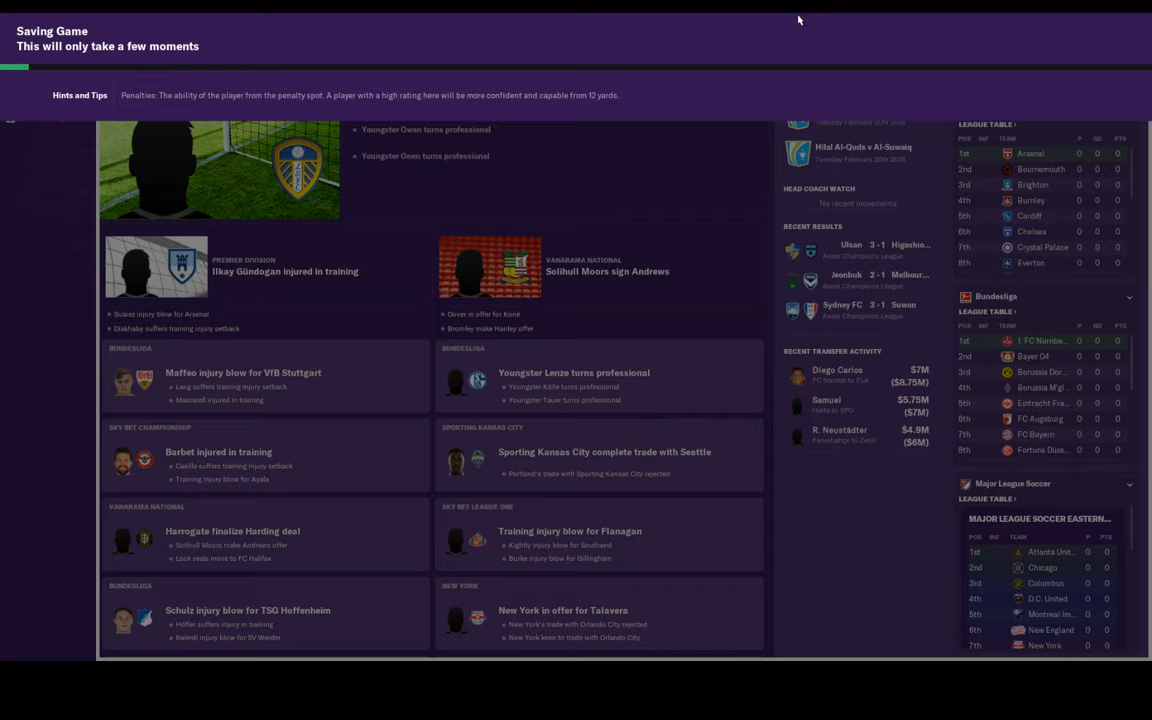 Saving Game
This will only take a few moments
Hints and Tips
Penalties: The ability of the player from the penalty spot. A player with a high rating here will be more confident and capable from 12 yards.
Youngster Owen turns professional
Youngster Onen turns professional
PREMIER DIVISION
Ilkay Gündogan injured in training
Suárez injury blow for Arsenal
Diakhaby suffers training injury setback
VANARAMA NATIONAL
Solihull Moors sign Andrews
Dover in offer for Koné
Bromley make Hanley offer
BUNDESLIGA
Maffeo injury blow for VfB Stuttgart
Lang suffers training injury setback
Mascarell injured in training
BUNDESLIGA
Youngster Lenze turns professional
Youngster Kölle turns professional
Youngster Tauer turns professional
SKY BET CHAMPIONSHIP
Barbet injured in training
Casilla suffers training injury setback
Training injury blow for Ayala
SPORTING KANSAS CITY
Sporting Kansas City complete trade with Seattle
Portland's trade with Sporting Kansas City rejected
VANARAMA NATIONAL
Harrogate finalize Harding deal
Solihull Moors make Andrews offer
Lock seals move to FC Halifax
SKY BET LEAGUE ONE
Training injury blow for Flanagan
Kightly injury blow for Southend
Burke injury blow for Gillingham
BUNDESLIGA
Schulz injury blow for TSG Hoffenheim
Höfler suffers injury in training
Balerdi injury blow for SV Werder
NEW YORK
New York in offer for Talavera
New York's trade with Orlando City rejected
New York keen to trade with Orlando City
Tuesday February 20th 2018
Hilal Al-Quds v Al-Suwaiq
Tuesday February 20th 2018
HEAD COACH WATCH
No recent movements.
RECENT RESULTS
Ulsan 3 - 1 Higashio...
Asian Champions League
Jeonbuk 2 - 1 Melbour...
Asian Champions League
Sydney FC 3 - 1 Suwon
Asian Champions League
RECENT TRANSFER ACTIVITY
Diego Carlos $7M
FC Nantes to FLA ($8.75M)
Samuel $5.75M
Hatta to SPO ($7M)
R. Neustädter $4.9M
Fenerbahçe to Zenit ($6M)
LEAGUE TABLE ›
POS INF TEAM P GD PTS
1st Arsenal 0 0 0
2nd Bournemouth 0 0 0
3rd Brighton 0 0 0
4th Burnley 0 0 0
5th Cardiff 0 0 0
6th Chelsea 0 0 0
7th Crystal Palace 0 0 0
8th Everton 0 0 0
Bundesliga
LEAGUE TABLE ›
POS INF TEAM P GD PTS
1st 1. FC Nürnbe... 0 0 0
2nd Bayer 04 0 0 0
3rd Borussia Dor... 0 0 0
4th Borussia M'gl... 0 0 0
5th Eintracht Fra... 0 0 0
6th FC Augsburg 0 0 0
7th FC Bayern 0 0 0
8th Fortuna Düss... 0 0 0
Major League Soccer
LEAGUE TABLE ›
MAJOR LEAGUE SOCCER EASTERN...
POS INF TEAM P PTS
1st Atlanta Unit... 0 0
2nd Chicago 0 0
3rd Columbus 0 0
4th D.C. United 0 0
5th Montreal Im... 0 0
6th New England 0 0
7th New York 0 0